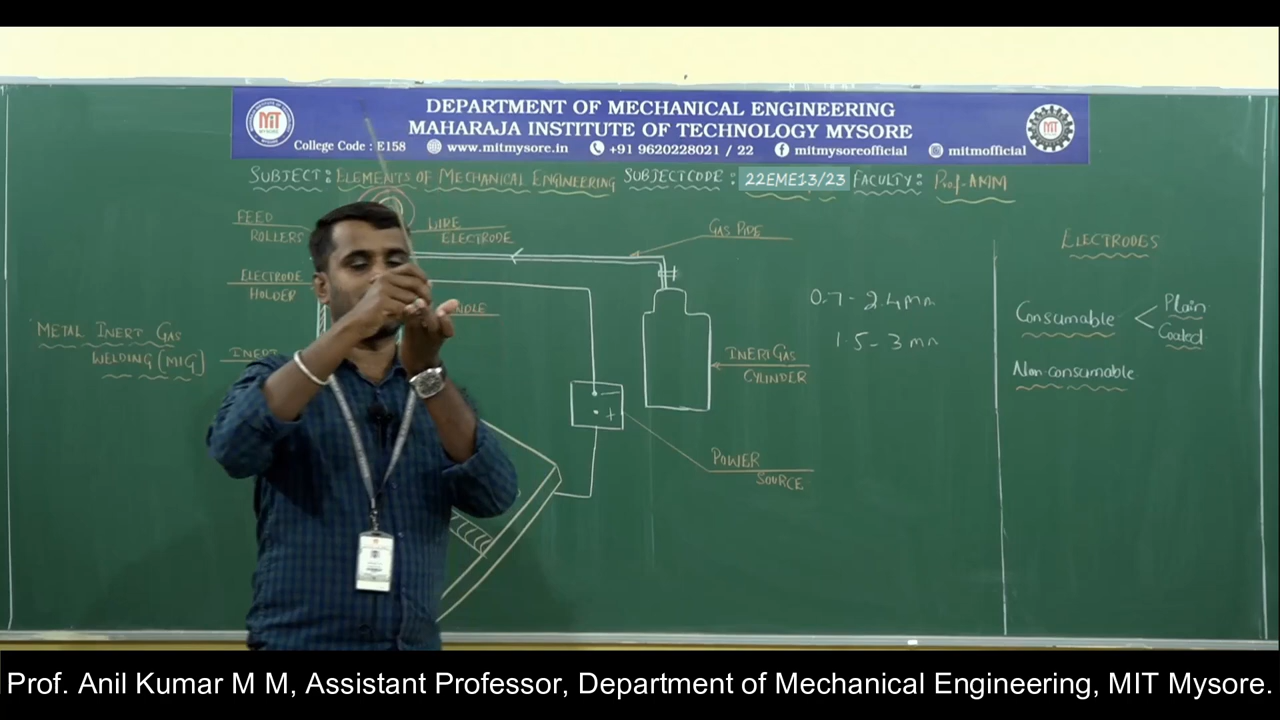 DEPARTMENT OF MECHANICAL ENGINEERING
MAHARAJA INSTITUTE OF TECHNOLOGY MYSORE
College Code : E158 www.mitmysore.in +91 9620228021 / 22 mitmysoreofficial mitmofficial
MIT
MYSORE
MIT
SUBJECT: ELEMENTS OF MECHANICAL ENGINEERING SUBJECT CODE: 22EME13/23 FACULTY: Prof. AMM
FEED
ROLLERS
WIRE
ELECTRODE
GAS PIPE
ELECTRODE
HOLDER
METAL INERT GAS
WELDING (MIG)
INERT
INERT GAS
CYLINDER
- 
+
POWER
SOURCE
0.7 - 2.4 mm
1.5 - 3 mm
ELECTRODES
Consumable < Plain
Coated
Non-consumable
Prof. Anil Kumar M M, Assistant Professor, Department of Mechanical Engineering, MIT Mysore.